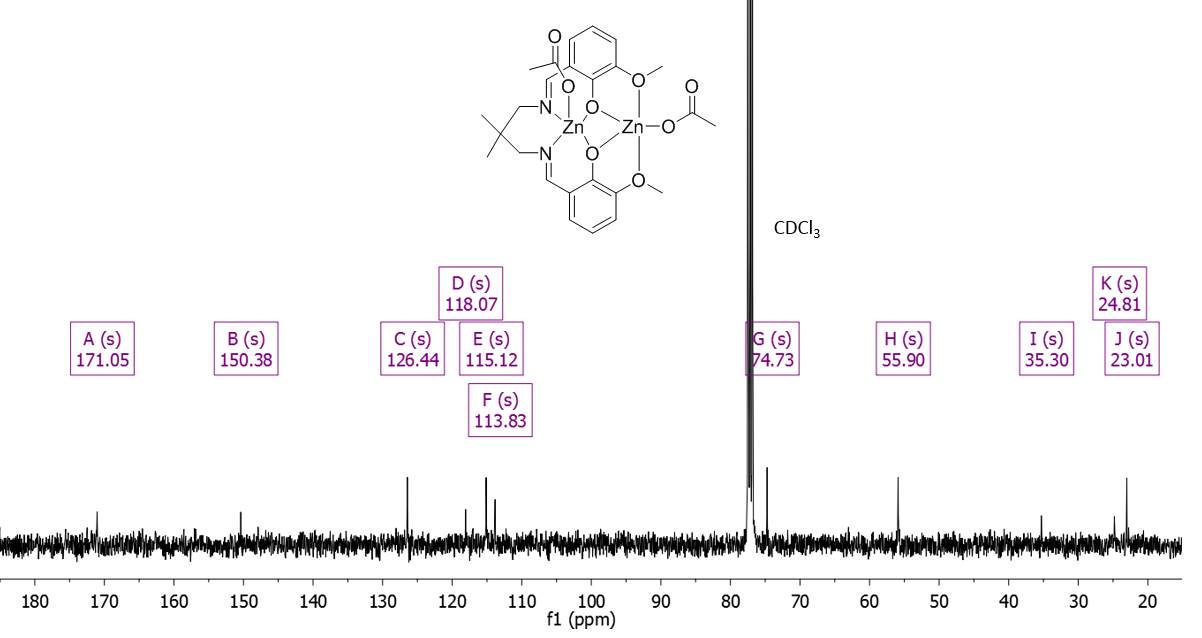 O
O
O
O
O
N
Zn
Zn
O
N
O
O
CDCl3
D (s)
118.07
K (s)
24.81
A (s)
171.05
B (s)
150.38
C (s)
126.44
E (s)
115.12
G (s)
74.73
H (s)
55.90
I (s)
35.30
J (s)
23.01
F (s)
113.83
180 170 160 150 140 130 120 110 100 90 80 70 60 50 40 30 20
f1 (ppm)